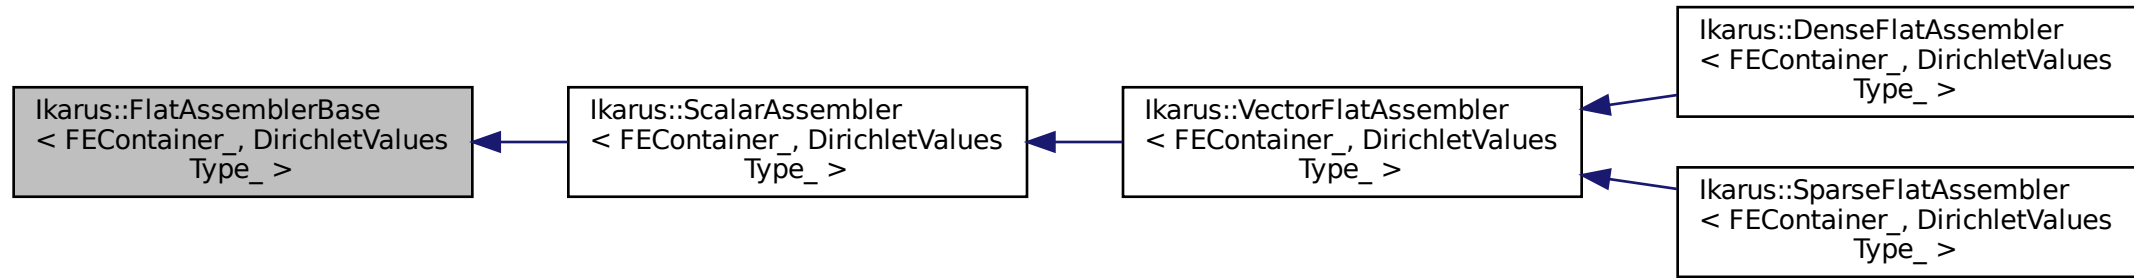 Ikarus::FlatAssemblerBase
< FEContainer_, DirichletValues
Type_ >
Ikarus::ScalarAssembler
< FEContainer_, DirichletValues
Type_ >
Ikarus::VectorFlatAssembler
< FEContainer_, DirichletValues
Type_ >
Ikarus::DenseFlatAssembler
< FEContainer_, DirichletValues
Type_ >
Ikarus::SparseFlatAssembler
< FEContainer_, DirichletValues
Type_ >